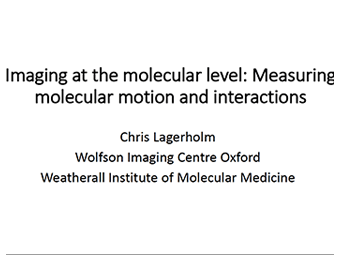 Imaging at the molecular level: Measuring
molecular motion and interactions
Chris Lagerholm
Wolfson Imaging Centre Oxford
Weatherall Institute of Molecular Medicine